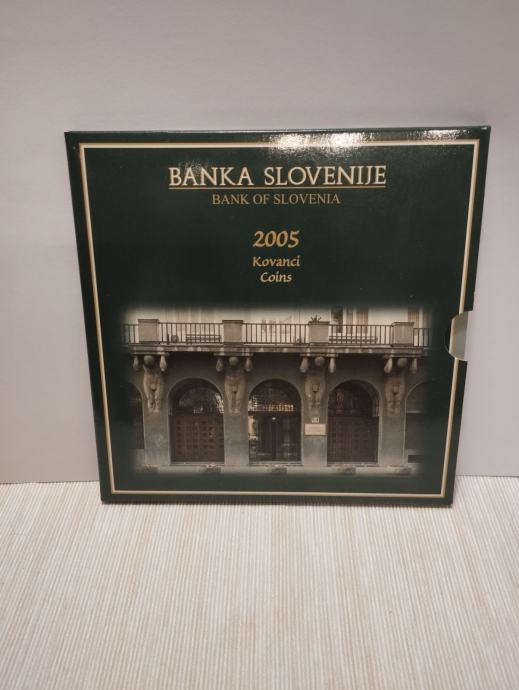 BANKA SLOVENIJE
BANK OF SLOVENIA
2005
Kovanci
Coins